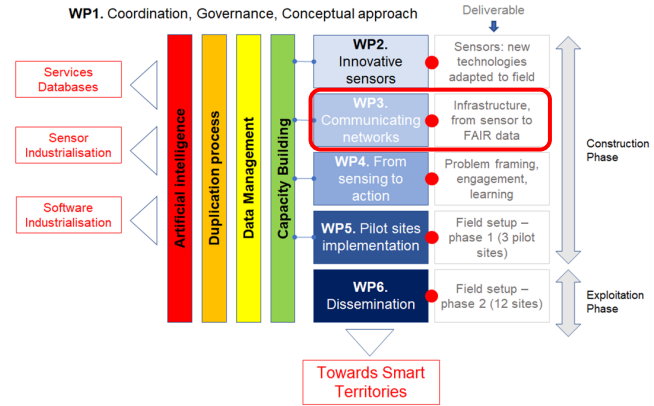 WP1. Coordination, Governance, Conceptual approach
Deliverable
Services
Databases
Sensor
Industrialisation
Software
Industrialisation
Artificial intelligence
Duplication process
Data Management
Capacity Building
WP2.
Innovative
sensors
Sensors: new
technologies
adapted to field
WP3.
Communicating
networks
Infrastructure,
from sensor to
FAIR data
WP4. From
sensing to
action
Problem framing,
engagement,
learning
WP5. Pilot sites
implementation
Field setup –
phase 1 (3 pilot
sites)
WP6.
Dissemination
Field setup –
phase 2 (12 sites)
Construction
Phase
Exploitation
Phase
Towards Smart
Territories